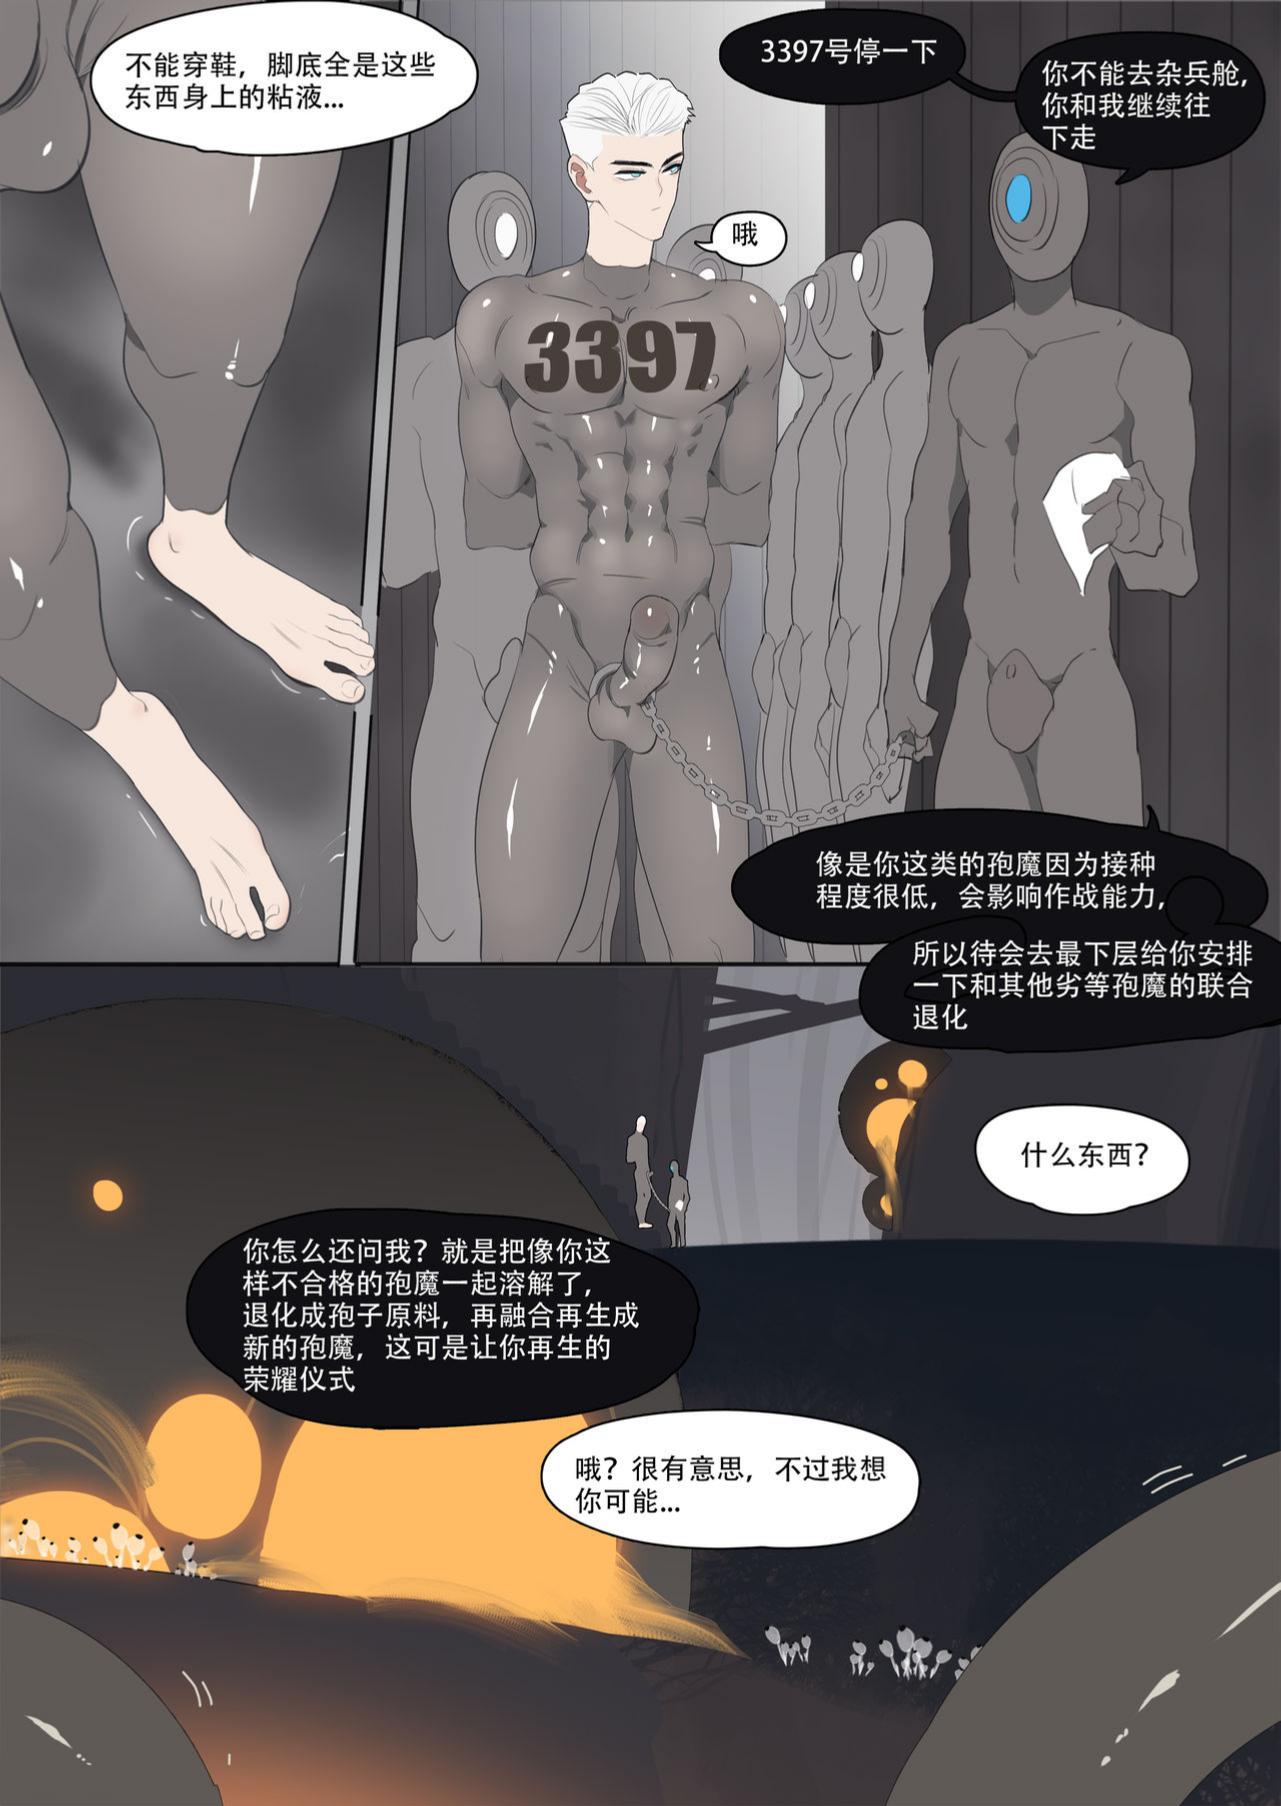 不能穿鞋，脚底全是这些
东西身上的粘液...
3397号停一下
你不能去杂兵舱，
你和我继续往
下走
哦
3397
像是你这类的孢魔因为接种
程度很低，会影响作战能力，
所以待会去最下层给你安排
一下和其他劣等孢魔的联合
退化
什么东西？
你怎么还问我？就是把像你这
样不合格的孢魔一起溶解了，
退化成孢子原料，再融合再生成
新的孢魔，这可是让你再生的
荣耀仪式
哦？很有意思，不过我想
你可能...